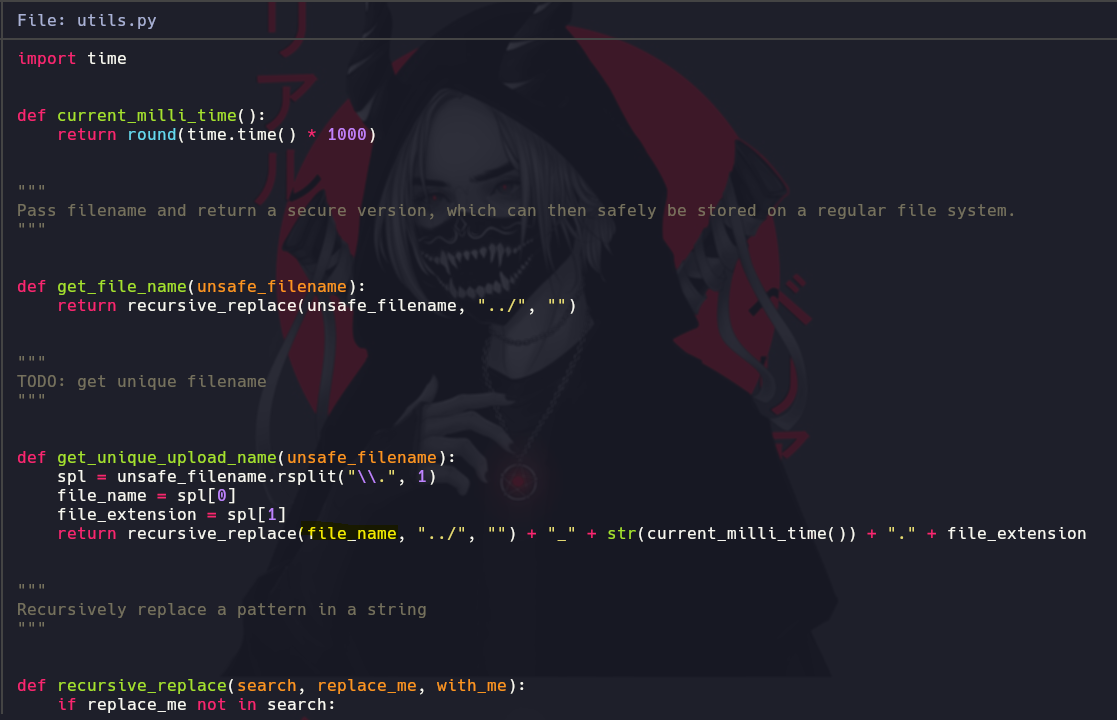 File: utils.py
import time
def current_milli_time():
    return round(time.time() * 1000)
"""
Pass filename and return a secure version, which can then safely be stored on a regular file system.
"""
def get_file_name(unsafe_filename):
    return recursive_replace(unsafe_filename, "../", "")
"""
TODO: get unique filename
"""
def get_unique_upload_name(unsafe_filename):
    spl = unsafe_filename.rsplit("\\.", 1)
    file_name = spl[0]
    file_extension = spl[1]
    return recursive_replace(file_name, "../", "") + "_" + str(current_milli_time()) + "." + file_extension
"""
Recursively replace a pattern in a string
"""
def recursive_replace(search, replace_me, with_me):
    if replace_me not in search: